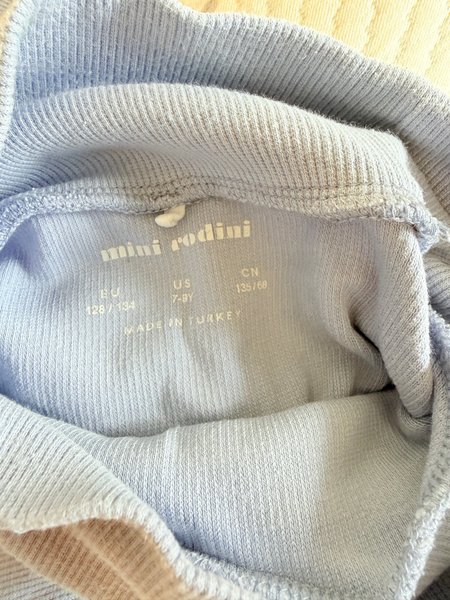 mini rodini
EU US CN
128 / 134 7-9Y 135/68
MADE IN TURKEY